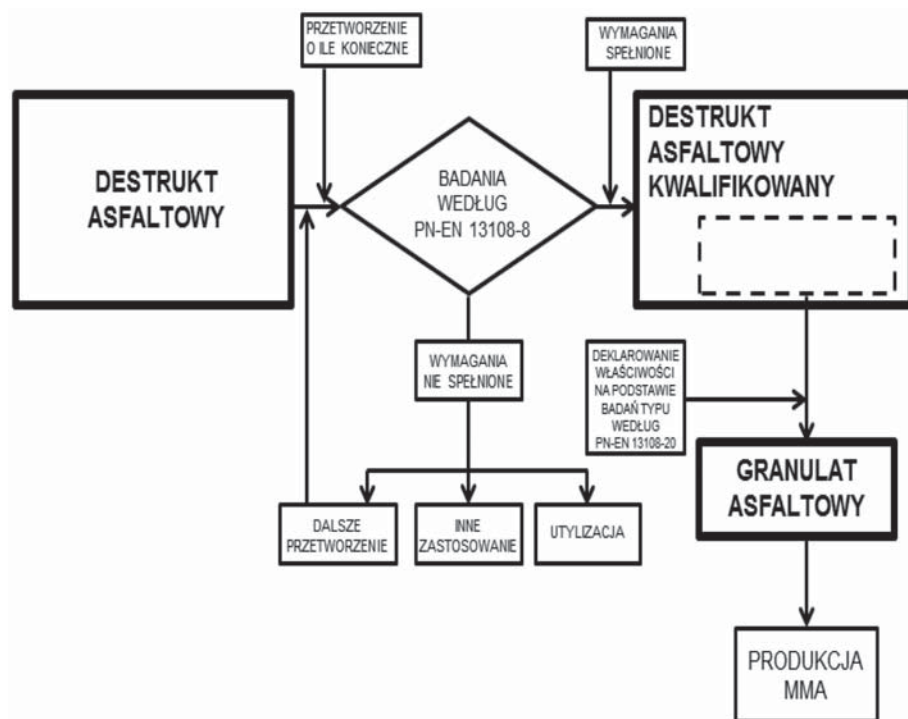 PRZETWORZENIE
O ILE KONIECZNE
WYMAGANIA
SPEŁNIONE
DESTRUKT
ASFALTOWY
BADANIA
WEDŁUG
PN-EN 13108-8
DESTRUKT
ASFALTOWY
KWALIFIKOWANY
WYMAGANIA
NIE SPEŁNIONE
DEKLAROWANIE
WŁAŚCIWOŚCI
NA PODSTAWIE
BADAŃ TYPU
WEDŁUG
PN-EN 13108-20
GRANULAT
ASFALTOWY
DALSZE
PRZETWORZENIE
INNE
ZASTOSOWANIE
UTYLIZACJA
PRODUKCJA
MMA